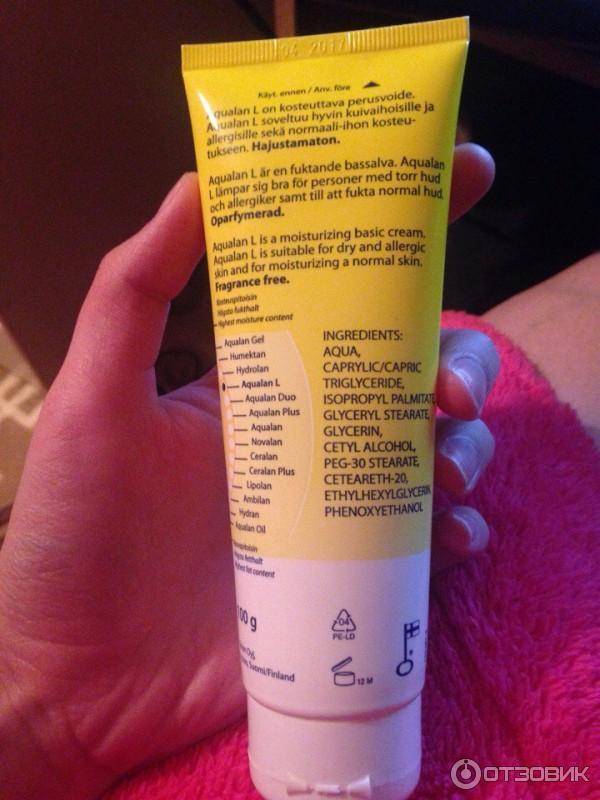 04 2017
Käyt. ennen / Anv. före
Aqualan L on kosteuttava perusvoide.
Aqualan L soveltuu hyvin kuivaihoisille ja
allergisille sekä normaali-ihon kosteu-
tukseen. Hajustamaton.
Aqualan L är en fuktande bassalva. Aqualan
L lämpar sig bra för personer med torr hud
och allergiker samt till att fukta normal hud.
Oparfymerad.
Aqualan L is a moisturizing basic cream.
Aqualan L is suitable for dry and allergic
skin and for moisturizing a normal skin.
Fragrance free.
Kosteuspitoisin
Högsta fukthalt
Highest moisture content
Aqualan Gel
Humektan
Hydrolan
Aqualan L
Aqualan Duo
Aqualan Plus
Aqualan
Novalan
Ceralan
Ceralan Plus
Lipolan
Ambilan
Hydran
Aqualan Oil
fetthalt
Highest fat content
INGREDIENTS:
AQUA,
CAPRYLIC/CAPRIC
TRIGLYCERIDE,
ISOPROPYL PALMITATE
GLYCERYL STEARATE,
GLYCERIN,
CETYL ALCOHOL,
PEG-30 STEARATE,
CETEARETH-20,
ETHYLHEXYLGLYCERIN
PHENOXYETHANOL
100 g
Suomi/Finland
04
PE-LD
12 M
ОТЗОВИК